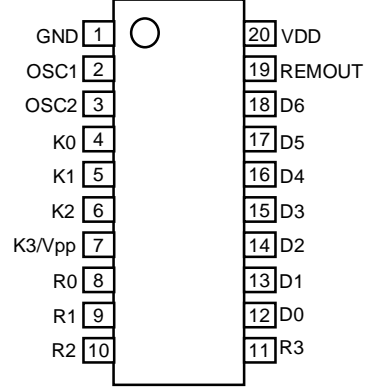 GND 1 20 VDD
OSC1 2 19 REMOUT
OSC2 3 18 D6
K0 4 17 D5
K1 5 16 D4
K2 6 15 D3
K3/Vpp 7 14 D2
R0 8 13 D1
R1 9 12 D0
R2 10 11 R3